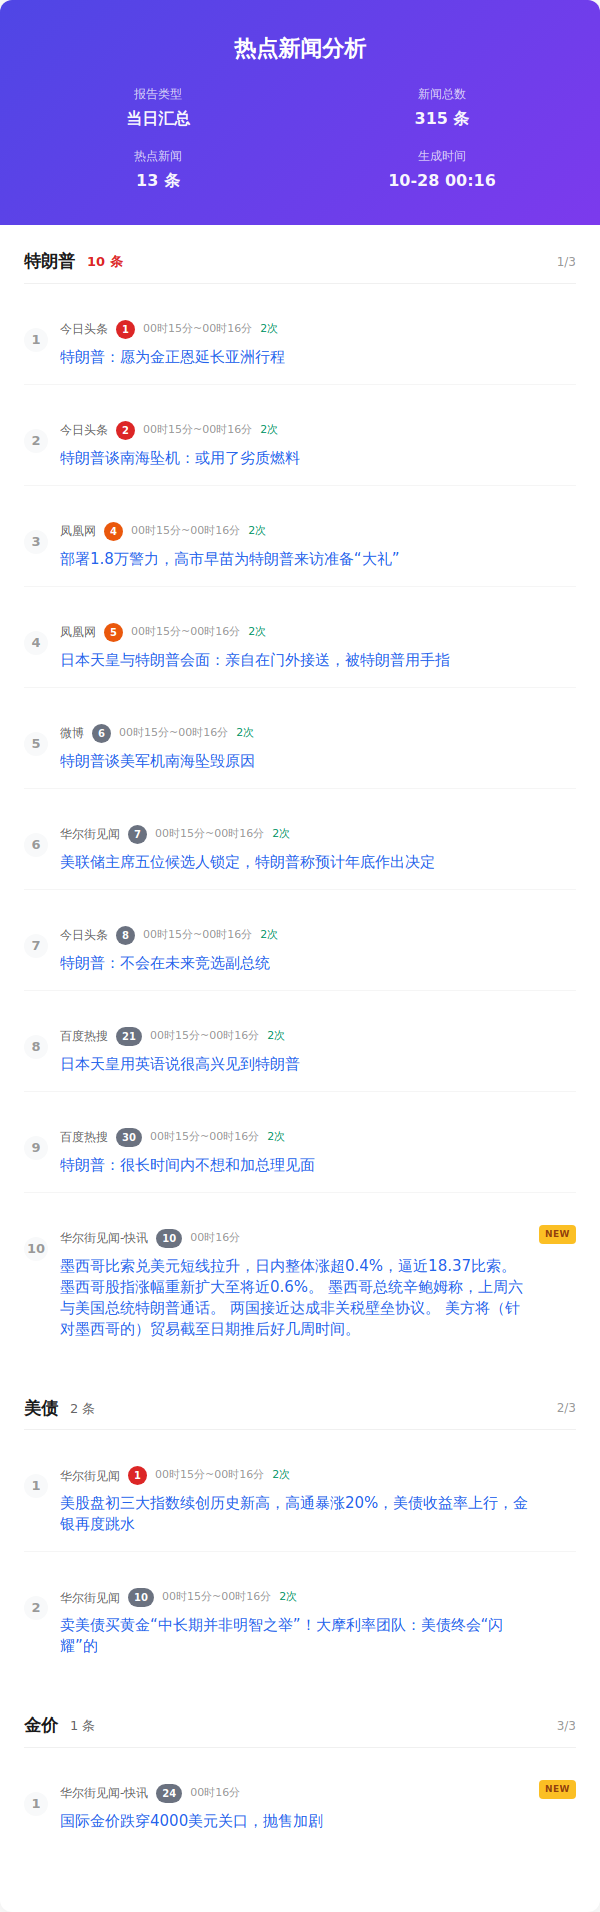 热点新闻分析
报告类型
新闻总数
当日汇总
315 条
热点新闻
生成时间
13 条
10-28 00:16
特朗普 10 条 1/3
1 今日头条 1 00时15分~00时16分 2次
特朗普：愿为金正恩延长亚洲行程
2 今日头条 2 00时15分~00时16分 2次
特朗普谈南海坠机：或用了劣质燃料
3 凤凰网 4 00时15分~00时16分 2次
部署1.8万警力，高市早苗为特朗普来访准备“大礼”
4 凤凰网 5 00时15分~00时16分 2次
日本天皇与特朗普会面：亲自在门外接送，被特朗普用手指
5 微博 6 00时15分~00时16分 2次
特朗普谈美军机南海坠毁原因
6 华尔街见闻 7 00时15分~00时16分 2次
美联储主席五位候选人锁定，特朗普称预计年底作出决定
7 今日头条 8 00时15分~00时16分 2次
特朗普：不会在未来竞选副总统
8 百度热搜 21 00时15分~00时16分 2次
日本天皇用英语说很高兴见到特朗普
9 百度热搜 30 00时15分~00时16分 2次
特朗普：很长时间内不想和加总理见面
10 华尔街见闻-快讯 10 00时16分 NEW
墨西哥比索兑美元短线拉升，日内整体涨超0.4%，逼近18.37比索。
墨西哥股指涨幅重新扩大至将近0.6%。 墨西哥总统辛鲍姆称，上周六
与美国总统特朗普通话。 两国接近达成非关税壁垒协议。 美方将（针
对墨西哥的）贸易截至日期推后好几周时间。
美债 2 条 2/3
1 华尔街见闻 1 00时15分~00时16分 2次
美股盘初三大指数续创历史新高，高通暴涨20%，美债收益率上行，金
银再度跳水
2 华尔街见闻 10 00时15分~00时16分 2次
卖美债买黄金“中长期并非明智之举”！大摩利率团队：美债终会“闪
耀”的
金价 1 条 3/3
1 华尔街见闻-快讯 24 00时16分 NEW
国际金价跌穿4000美元关口，抛售加剧